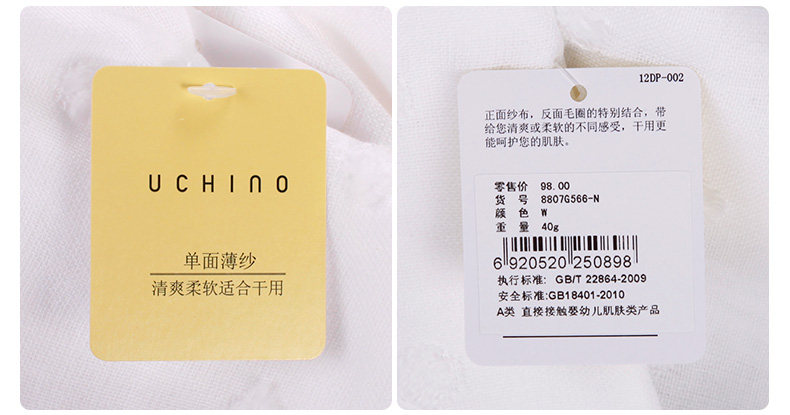 UCHINO
单面薄纱
清爽柔软适合干用
12DP-002
正面纱布，反面毛圈的特别结合，带
给您清爽或柔软的不同感受，干用更
能呵护您的肌肤。
零售价 98.00
货 号 8807G566-N
颜 色 W
重 量 40g
6 920520 250898
执行标准: GB/T 22864-2009
安全标准:GB18401-2010
A类 直接接触婴幼儿肌肤类产品